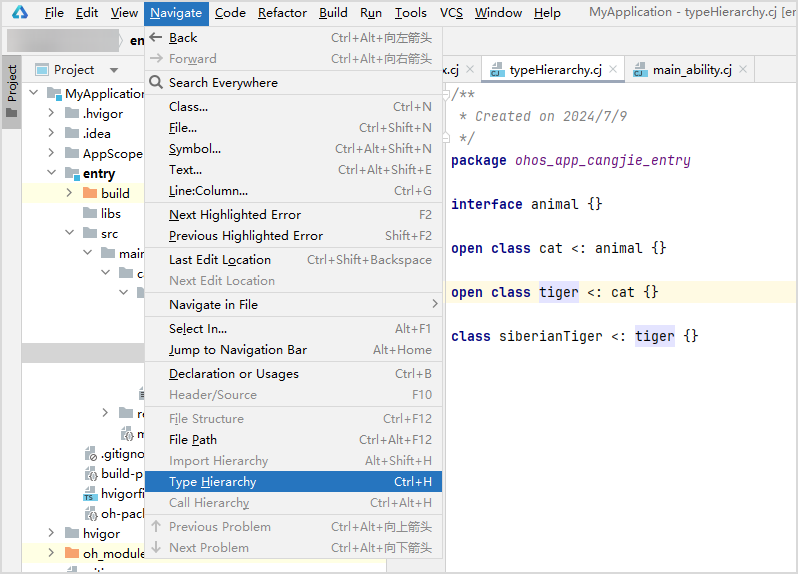 File Edit View Navigate Code Refactor Build Run Tools VCS Window Help MyApplication - typeHierarchy.cj [en
en
Project
Project
x.cj typeHierarchy.cj main_ability.cj
MyApplication
.hvigor
.idea
AppScope
entry
build
libs
src
main
c
r
m
.gitigno
build-p
hvigorfi
oh-pac
hvigor
oh_module
Back Ctrl+Alt+向左箭头
Forward Ctrl+Alt+向右箭头
Search Everywhere
Class... Ctrl+N
File... Ctrl+Shift+N
Symbol... Ctrl+Alt+Shift+N
Text... Ctrl+Alt+Shift+E
Line:Column... Ctrl+G
Next Highlighted Error F2
Previous Highlighted Error Shift+F2
Last Edit Location Ctrl+Shift+Backspace
Next Edit Location
Navigate in File
Select In... Alt+F1
Jump to Navigation Bar Alt+Home
Declaration or Usages Ctrl+B
Header/Source F10
File Structure Ctrl+F12
File Path Ctrl+Alt+F12
Import Hierarchy Alt+Shift+H
Type Hierarchy Ctrl+H
Call Hierarchy Ctrl+Alt+H
Previous Problem Ctrl+Alt+向上箭头
Next Problem Ctrl+Alt+向下箭头
/**
* Created on 2024/7/9
*/
package ohos_app_cangjie_entry
interface animal {}
open class cat <: animal {}
open class tiger <: cat {}
class siberianTiger <: tiger {}